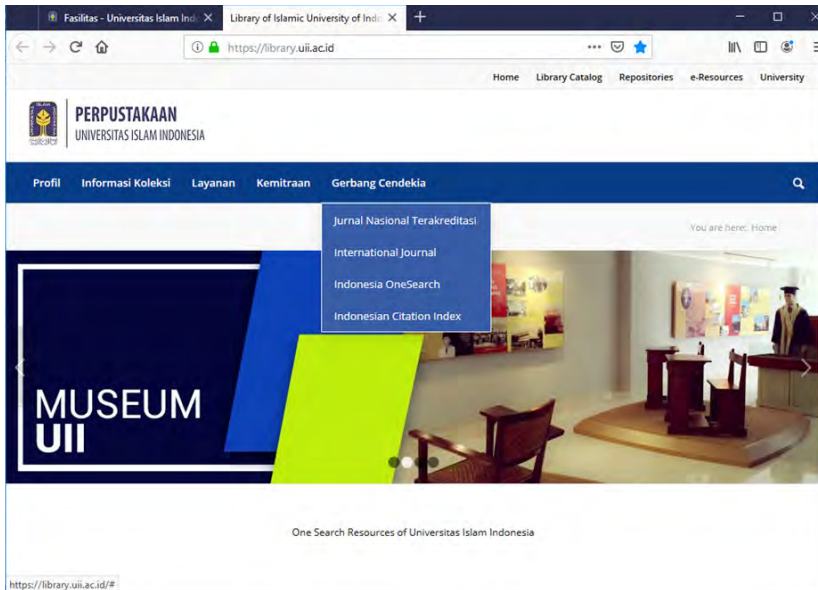 Fasilitas - Universitas Islam Ind
Library of Islamic University of Indo
https://library.uii.ac.id
Home Library Catalog Repositories e-Resources University
PERPUSTAKAAN
UNIVERSITAS ISLAM INDONESIA
Profil Informasi Koleksi Layanan Kemitraan Gerbang Cendekia
Jurnal Nasional Terakreditasi
International Journal
Indonesia OneSearch
Indonesian Citation Index
You are here: Home
MUSEUM
UII
One Search Resources of Universitas Islam Indonesia
https://library.uii.ac.id/#